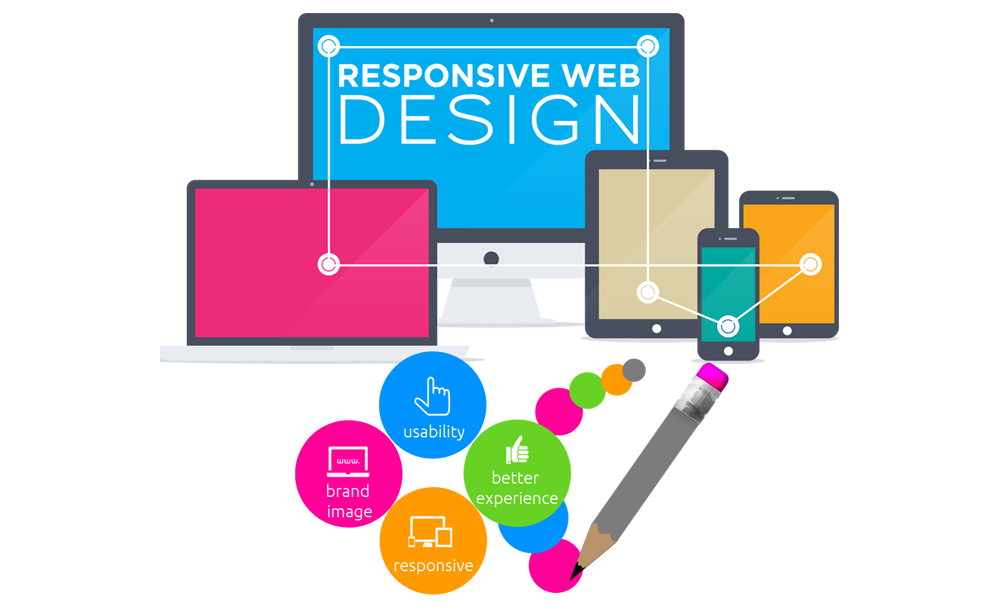 RESPONSIVE WEB
DESIGN
usability
www.
brand
image
better
experience
responsive